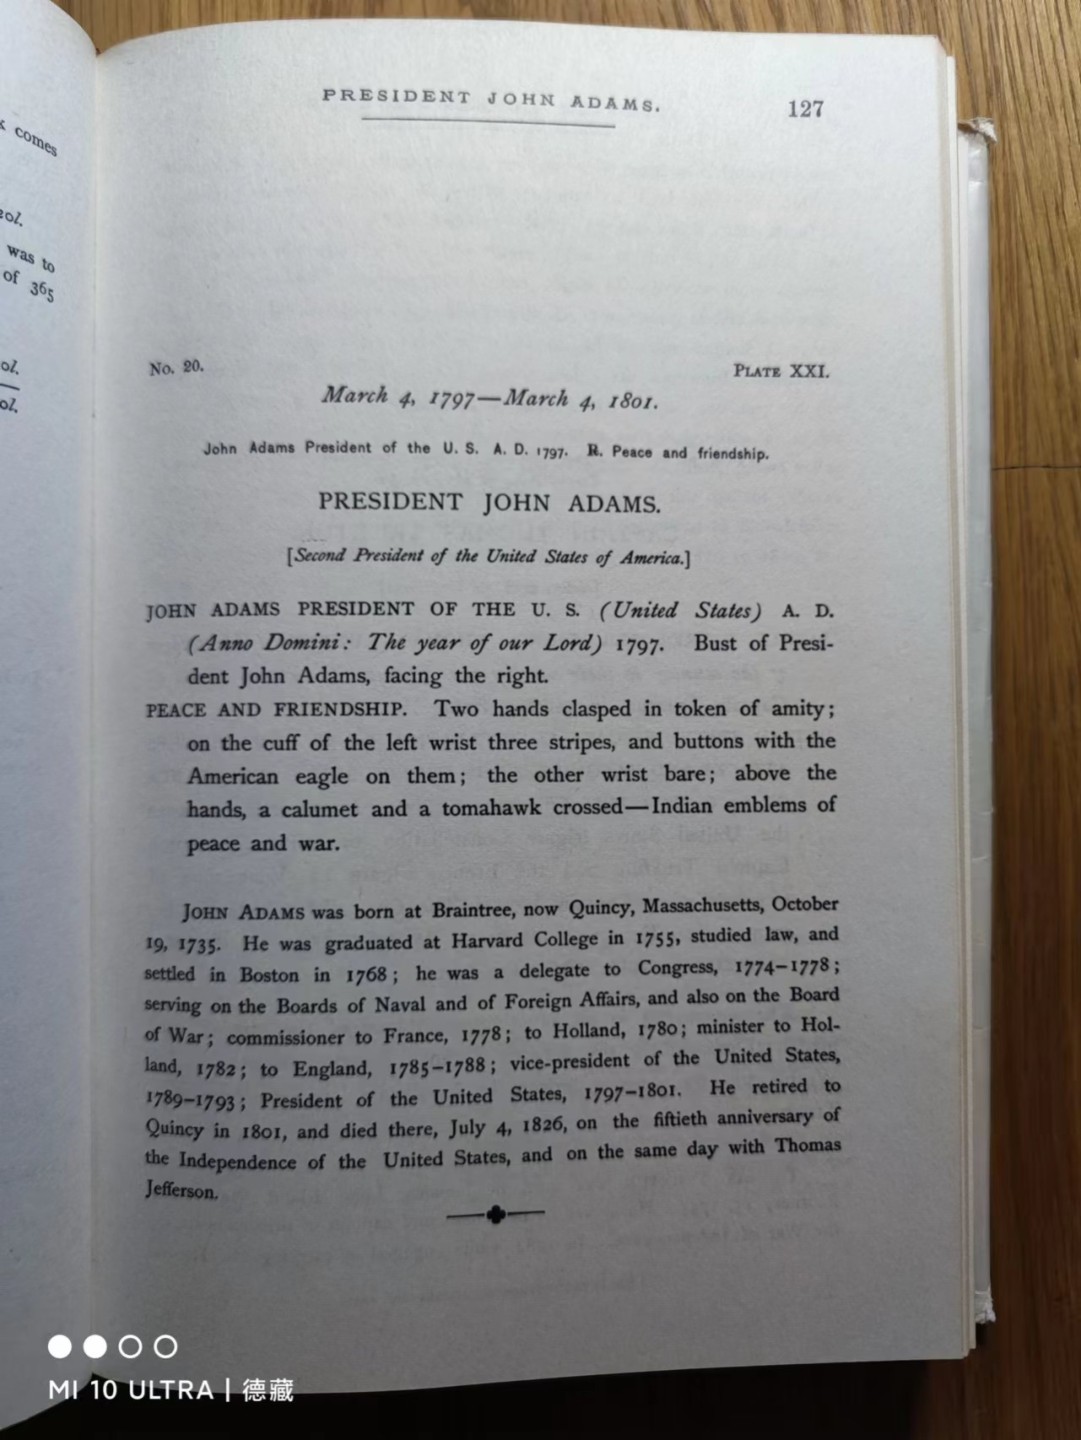 comes
was to
of 365
PRESIDENT JOHN ADAMS.
127
No. 20.
PLATE XXI.
March 4, 1797—March 4, 1801.
John Adams President of the U. S. A. D. 1797. ℞. Peace and friendship.
PRESIDENT JOHN ADAMS.
[Second President of the United States of America.]
JOHN ADAMS PRESIDENT OF THE U. S. (United States) A. D.
(Anno Domini: The year of our Lord) 1797. Bust of Presi-
dent John Adams, facing the right.
PEACE AND FRIENDSHIP. Two hands clasped in token of amity;
on the cuff of the left wrist three stripes, and buttons with the
American eagle on them; the other wrist bare; above the
hands, a calumet and a tomahawk crossed—Indian emblems of
peace and war.
JOHN ADAMS was born at Braintree, now Quincy, Massachusetts, October
19, 1735. He was graduated at Harvard College in 1755, studied law, and
settled in Boston in 1768; he was a delegate to Congress, 1774–1778;
serving on the Boards of Naval and of Foreign Affairs, and also on the Board
of War; commissioner to France, 1778; to Holland, 1780; minister to Hol-
land, 1782; to England, 1785–1788; vice-president of the United States,
1789–1793; President of the United States, 1797–1801. He retired to
Quincy in 1801, and died there, July 4, 1826, on the fiftieth anniversary of
the Independence of the United States, and on the same day with Thomas
Jefferson.
MI 10 ULTRA | 德藏